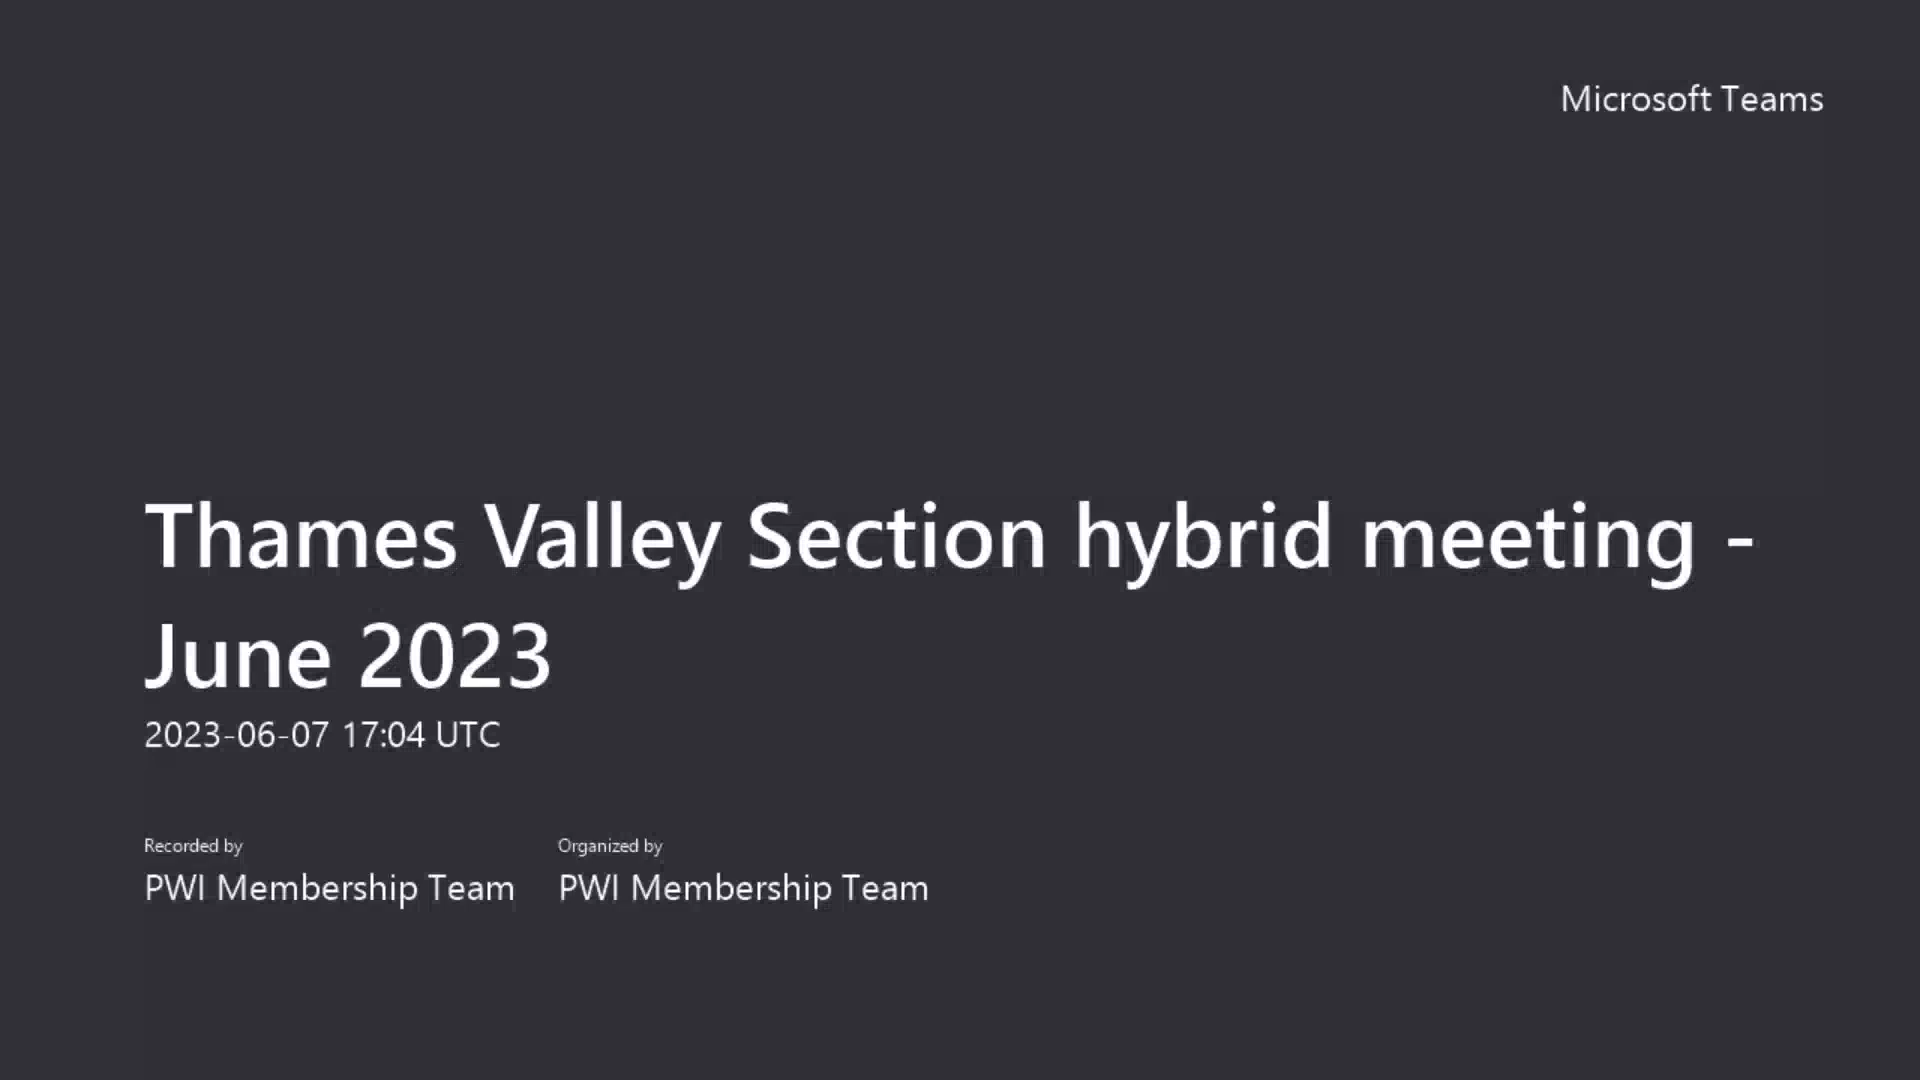 Microsoft Teams
Thames Valley Section hybrid meeting -
June 2023
2023-06-07 17:04 UTC
Recorded by
PWI Membership Team
Organized by
PWI Membership Team